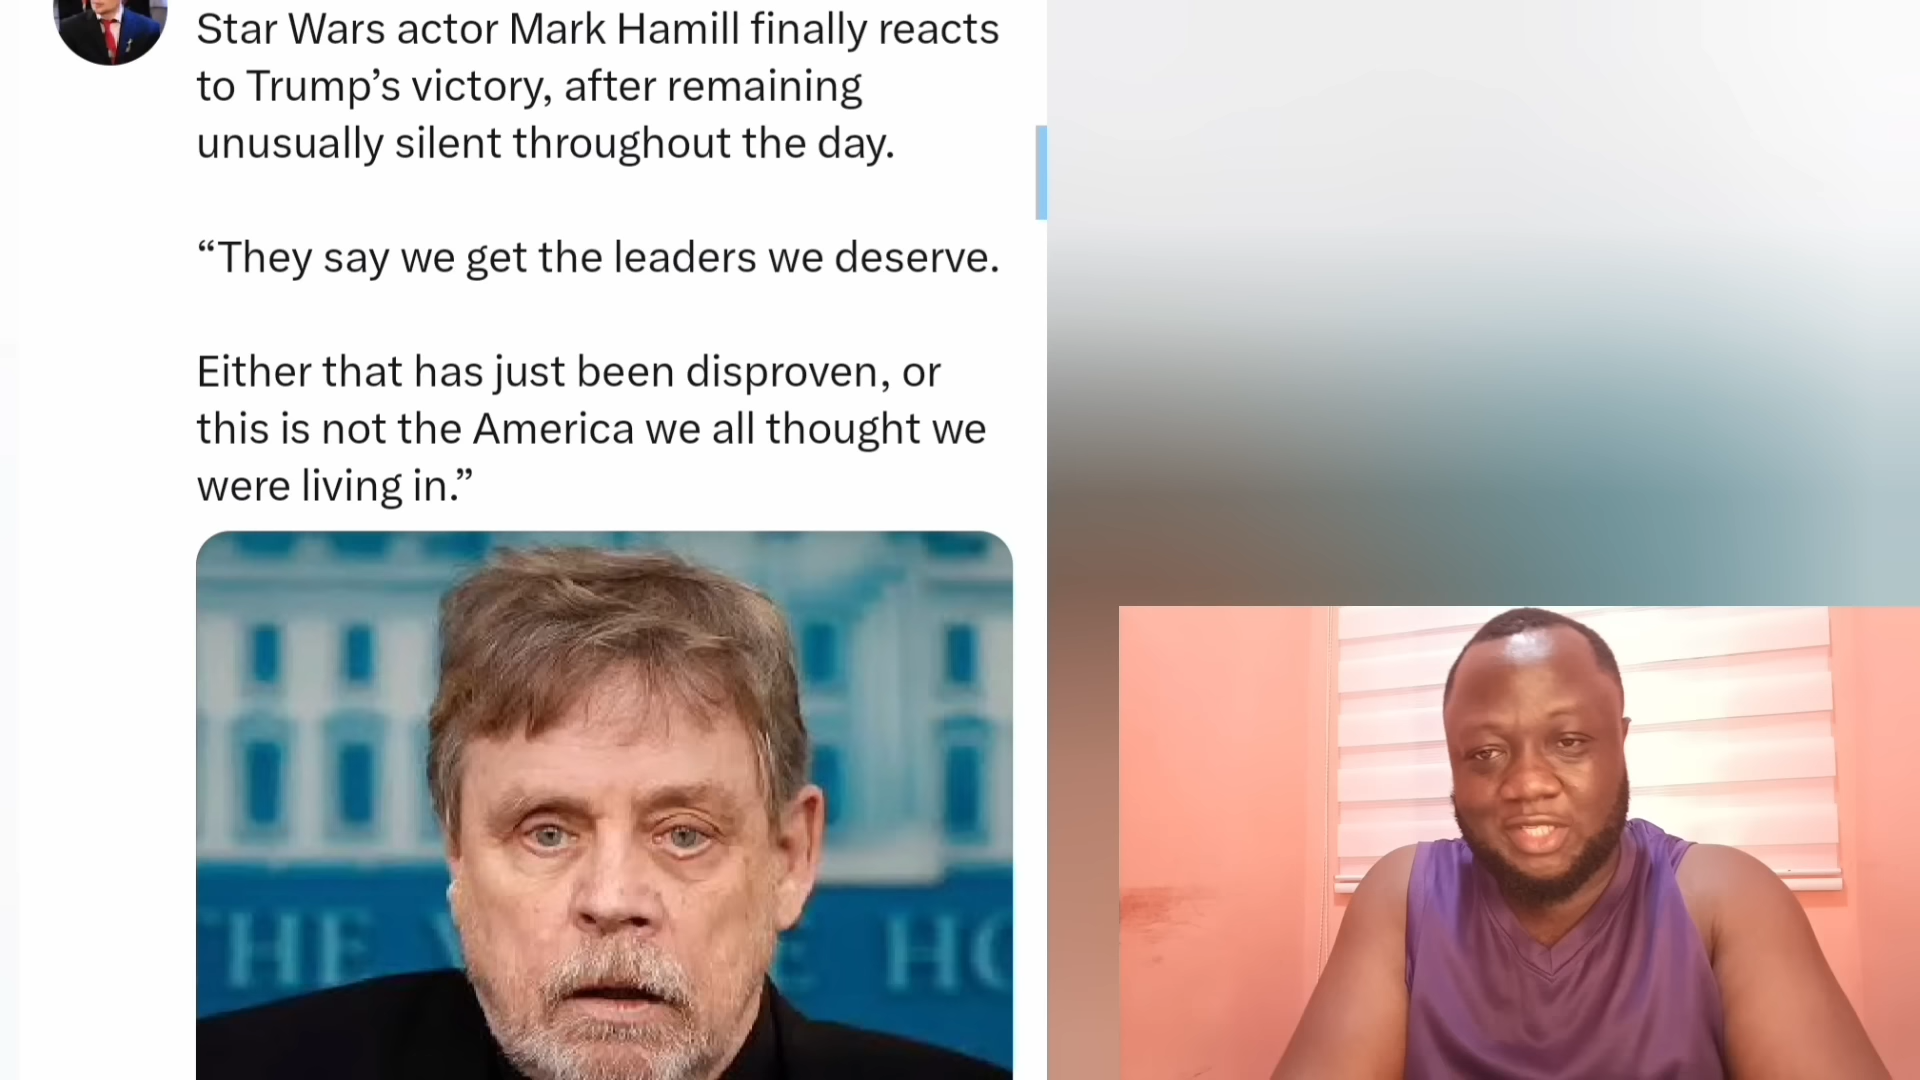 Star Wars actor Mark Hamill finally reacts
to Trump’s victory, after remaining
unusually silent throughout the day.
“They say we get the leaders we deserve.
Either that has just been disproven, or
this is not the America we all thought we
were living in.”
THE